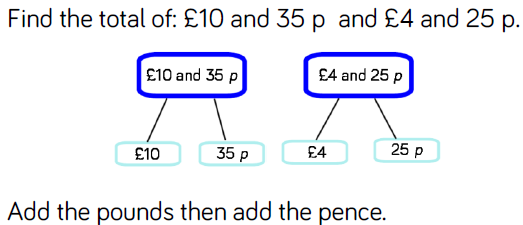 Find the total of: £10 and 35 p and £4 and 25 p.
£10 and 35 p
£4 and 25 p
£10
35 p
£4
25 p
Add the pounds then add the pence.